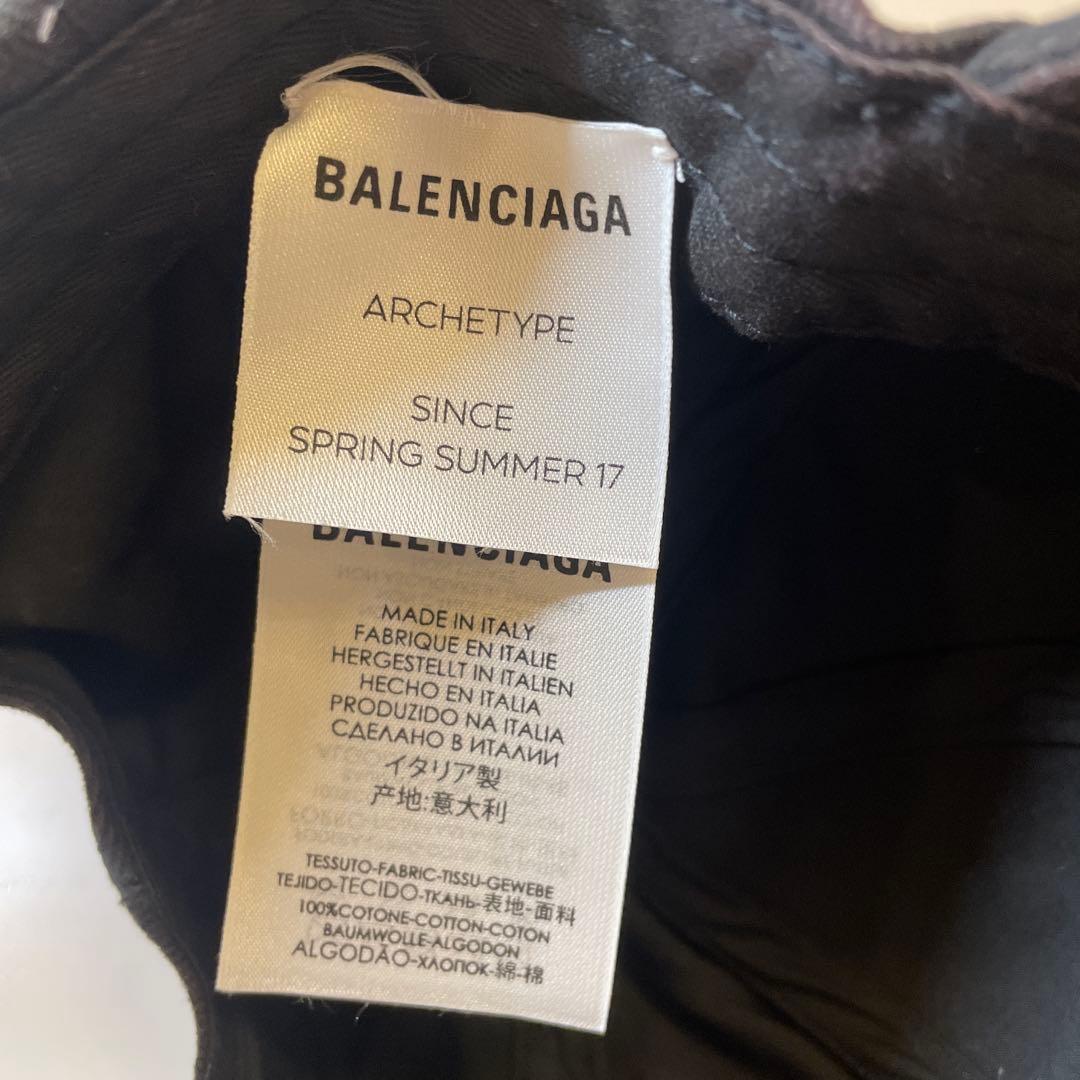 BALENCIAGA
ARCHETYPE
SINCE
SPRING SUMMER 17
BALENCIAGA
MADE IN ITALY
FABRIQUE EN ITALIE
HERGESTELLT IN ITALIEN
HECHO EN ITALIA
PRODUZIDO NA ITALIA
СДЕЛАНО В ИТАЛИИ
イタリア製
产地:意大利
TESSUTO-FABRIC-TISSU-GEWEBE
TEJIDO-TECIDO-ТКАНЬ-表地-面料
100%COTONE-COTTON-COTON
BAUMWOLLE-ALGODON
ALGODÃO-ХЛОПОК-綿-棉